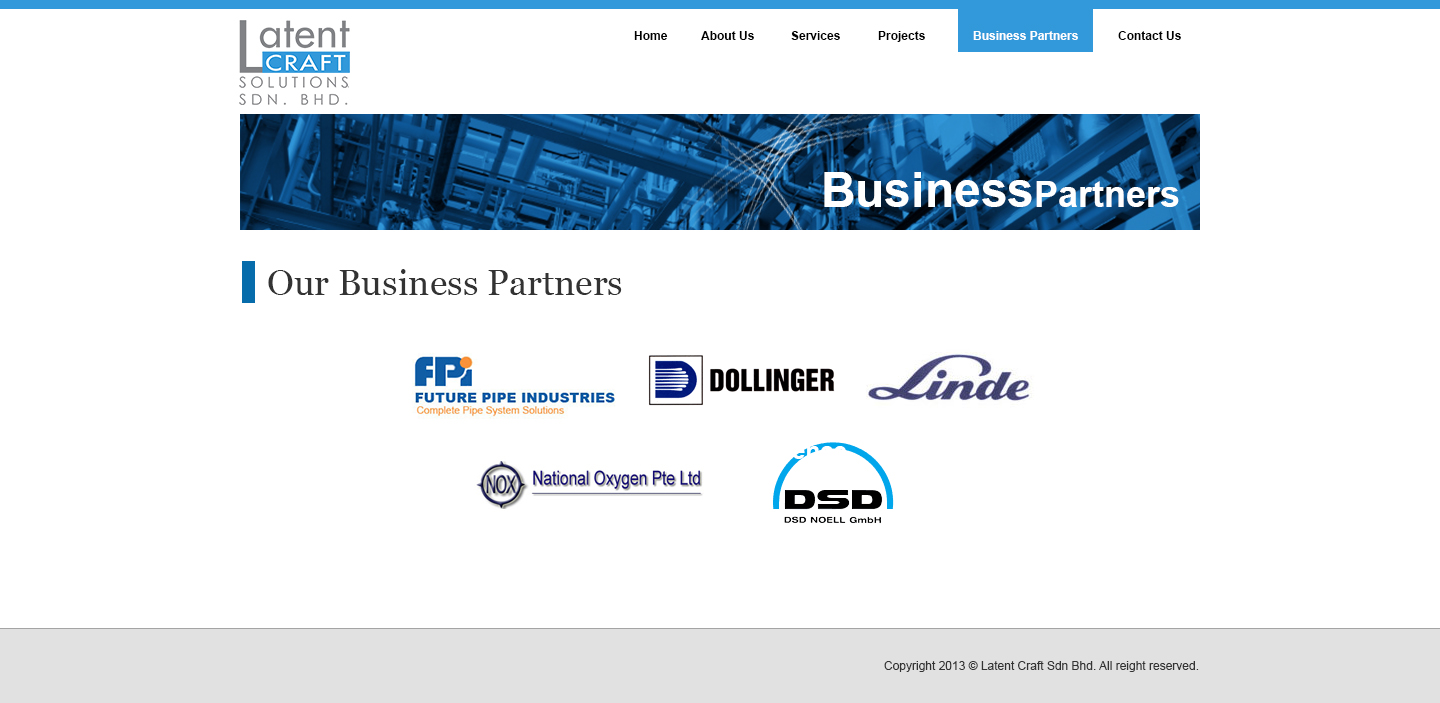 Latent
CRAFT
SOLUTIONS
SDN. BHD.
Home About Us Services Projects Business Partners Contact Us
Business Partners
Our Business Partners
FPi
FUTURE PIPE INDUSTRIES
Complete Pipe System Solutions
D DOLLINGER
Linde
NOX National Oxygen Pte Ltd
DSD
DSD NOELL GmbH
Copyright 2013 © Latent Craft Sdn Bhd. All reight reserved.